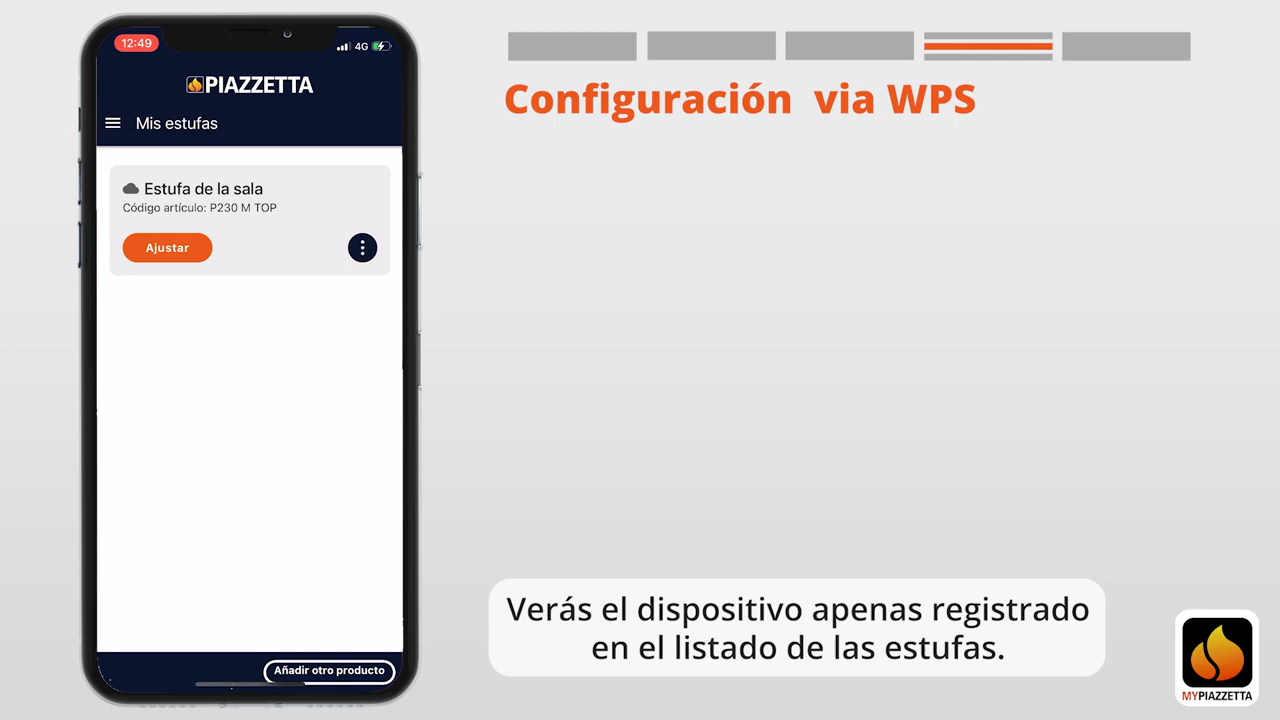 12:49
4G
PIAZZETTA
Mis estufas
Estufa de la sala
Código artículo: P230 M TOP
Ajustar
Añadir otro producto
Configuración via WPS
Verás el dispositivo apenas registrado
en el listado de las estufas.
MYPIAZZETTA